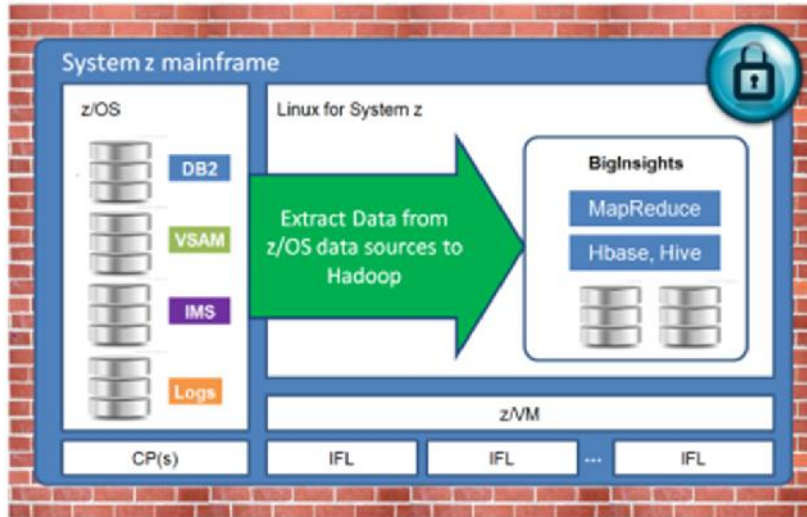 System z mainframe
z/OS
DB2
VSAM
IMS
Logs
CP(s)
Linux for System z
Extract Data from
z/OS data sources to
Hadoop
BigInsights
MapReduce
Hbase, Hive
z/VM
IFL
IFL
...
IFL